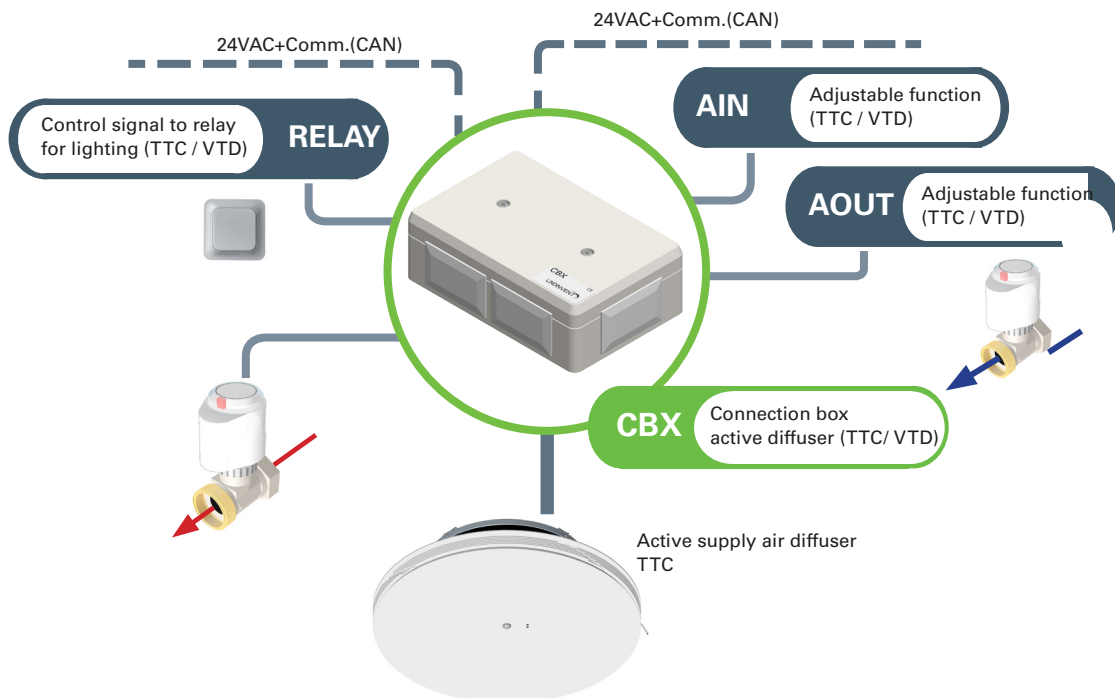 24VAC+Comm.(CAN)
24VAC+Comm.(CAN)
Control signal to relay
for lighting (TTC / VTD)
RELAY
AIN
Adjustable function
(TTC / VTD)
AOUT
Adjustable function
(TTC / VTD)
CBX
LINDINVENT
CE
CBX
Connection box
active diffuser (TTC/ VTD)
Active supply air diffuser
TTC